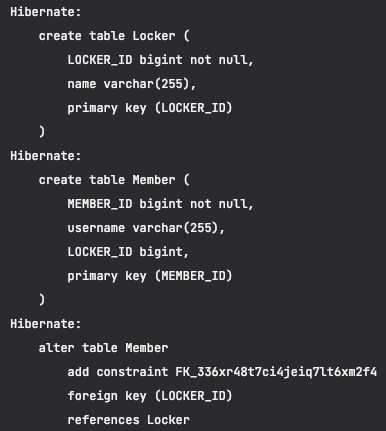 Hibernate:
    create table Locker (
        LOCKER_ID bigint not null,
        name varchar(255),
        primary key (LOCKER_ID)
    )
Hibernate:
    create table Member (
        MEMBER_ID bigint not null,
        username varchar(255),
        LOCKER_ID bigint,
        primary key (MEMBER_ID)
    )
Hibernate:
    alter table Member
        add constraint FK_336xr48t7ci4jeiq7lt6xm2f4
        foreign key (LOCKER_ID)
        references Locker